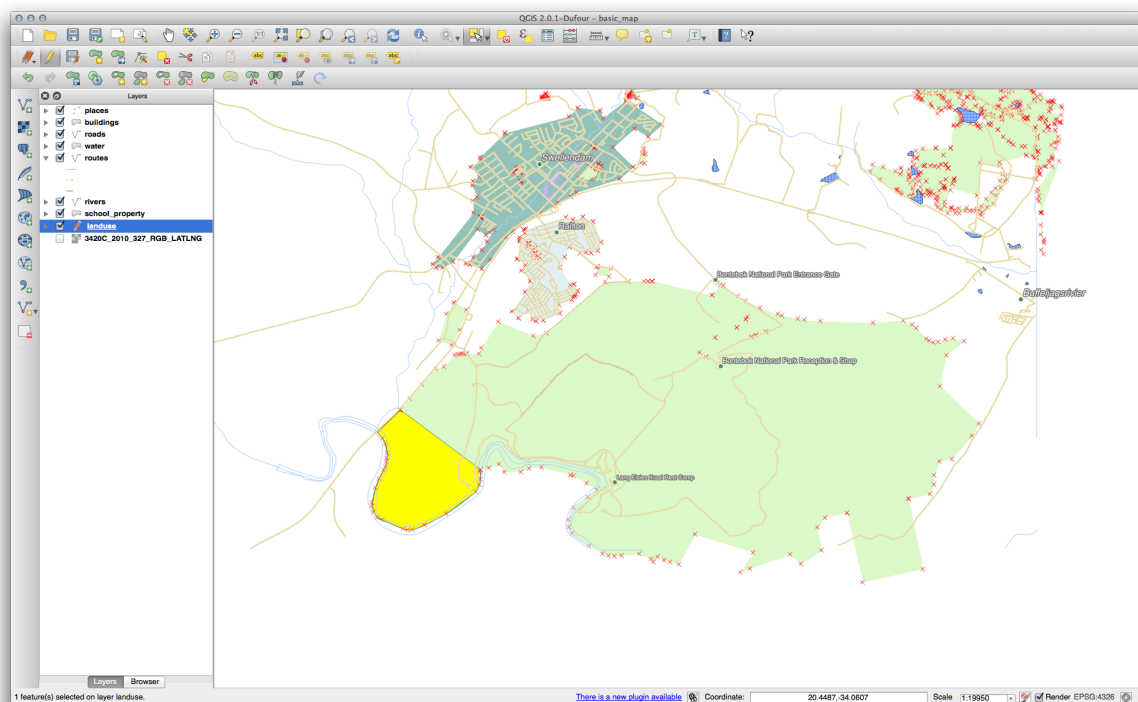 QGIS 2.0.1-Dufour – basic_map
Layers
places
buildings
roads
water
routes
rivers
school_property
landuse
3420C_2010_327_RGB_LATLNG
Swellendam
Railton
Bontebok National Park Entrance Gate
Buffeljagsrivier
Bontebok National Park Reception & Shop
Lang Elsies Kraal Rest Camp
Layers
Browser
1 feature(s) selected on layer landuse.
There is a new plugin available
Coordinate:
20.4487,-34.0607
Scale
1:19950
Render
EPSG:4326